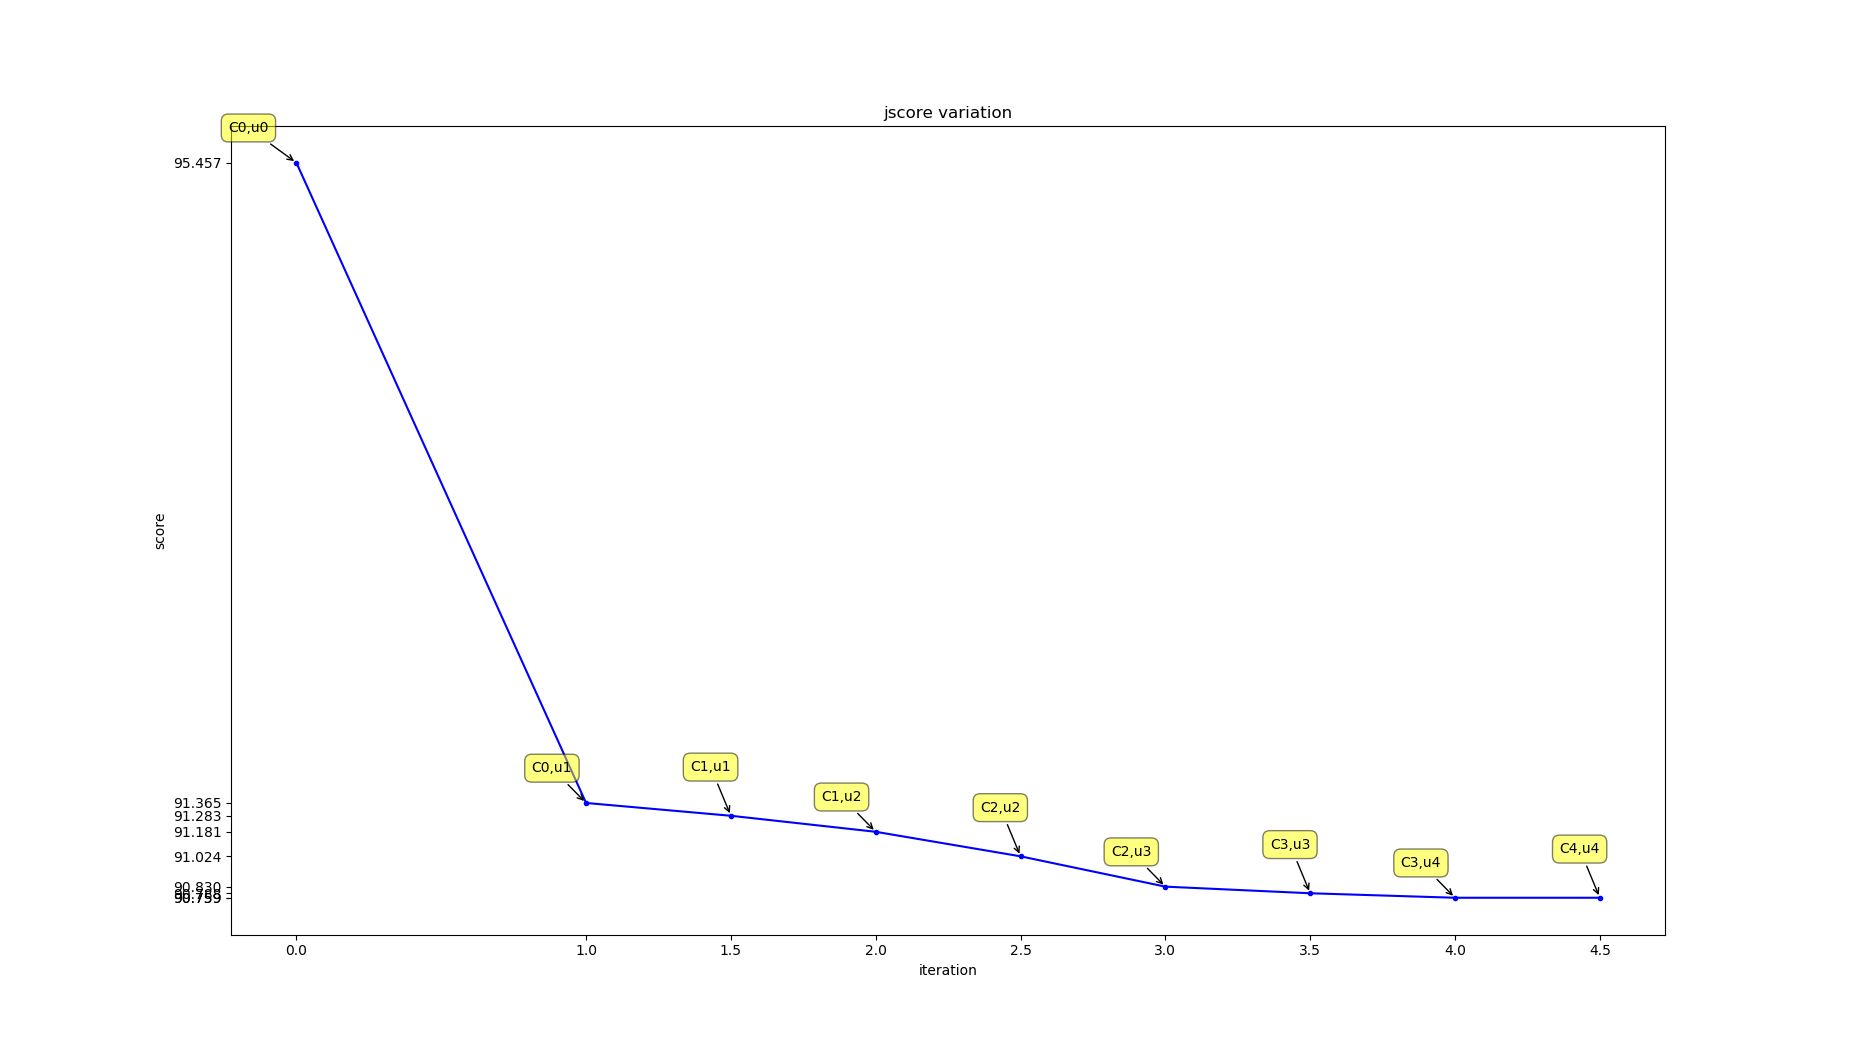 jscore variation
C0,u0
95.457
score
C0,u1
C1,u1
C1,u2
C2,u2
C2,u3
C3,u3
C3,u4
C4,u4
91.365
91.283
91.181
91.024
90.830
90.759
0.0 1.0 1.5 2.0 2.5 3.0 3.5 4.0 4.5
iteration